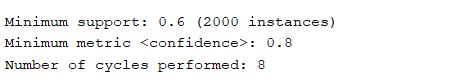 Minimum support: 0.6 (2000 instances)
Minimum metric <confidence>: 0.8
Number of cycles performed: 8